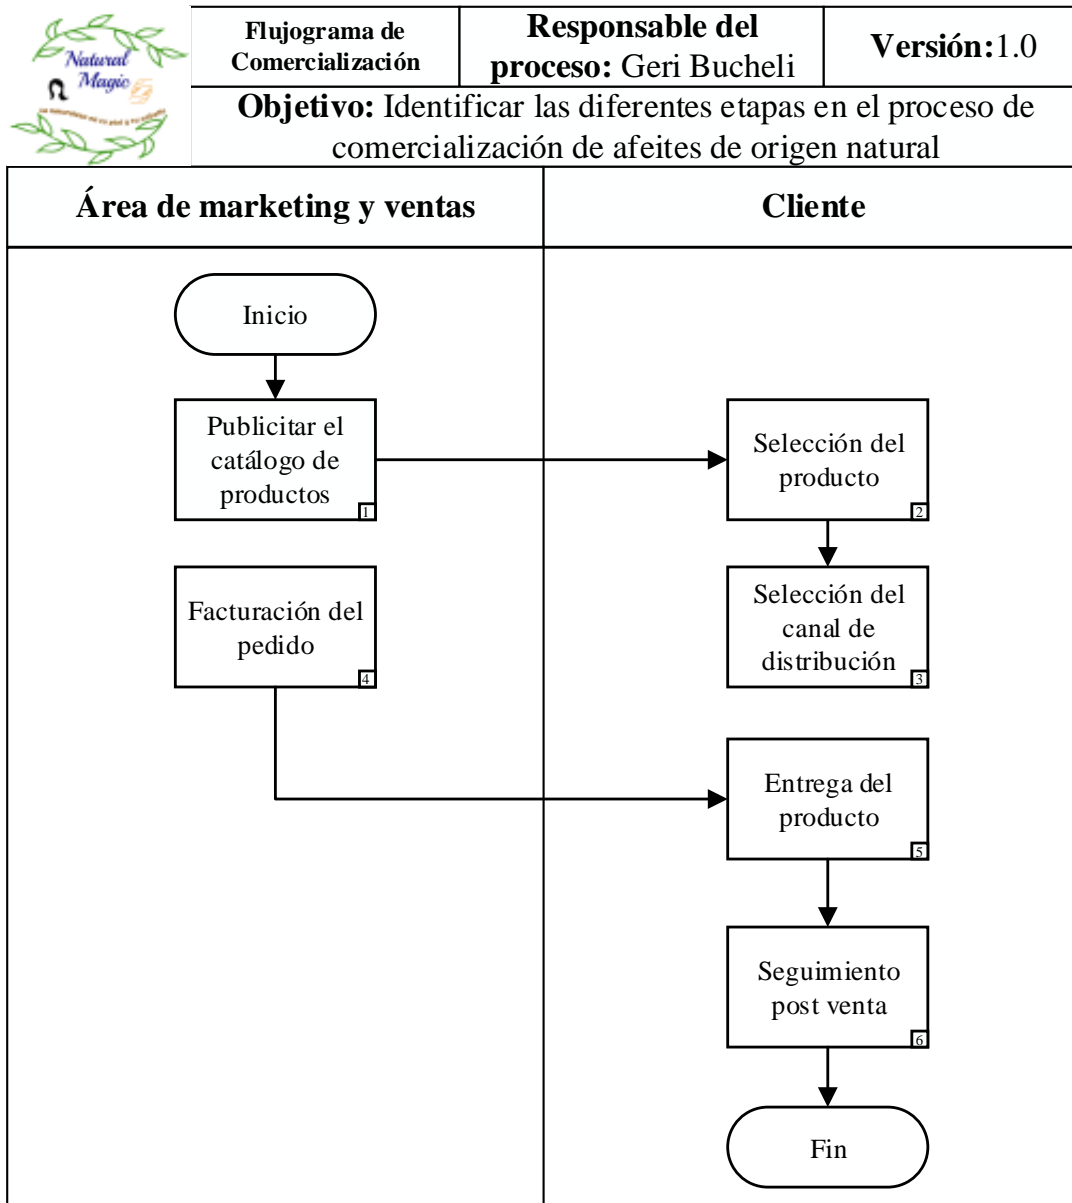 Natural
Magic
Flujograma de
Comercialización
Responsable del
proceso: Geri Bucheli
Versión:1.0
Objetivo: Identificar las diferentes etapas en el proceso de
comercialización de afeites de origen natural
Área de marketing y ventas
Cliente
Inicio
Publicitar el
catálogo de
productos
1
Selección del
producto
2
Facturación del
pedido
4
Selección del
canal de
distribución
3
Entrega del
producto
5
Seguimiento
post venta
6
Fin